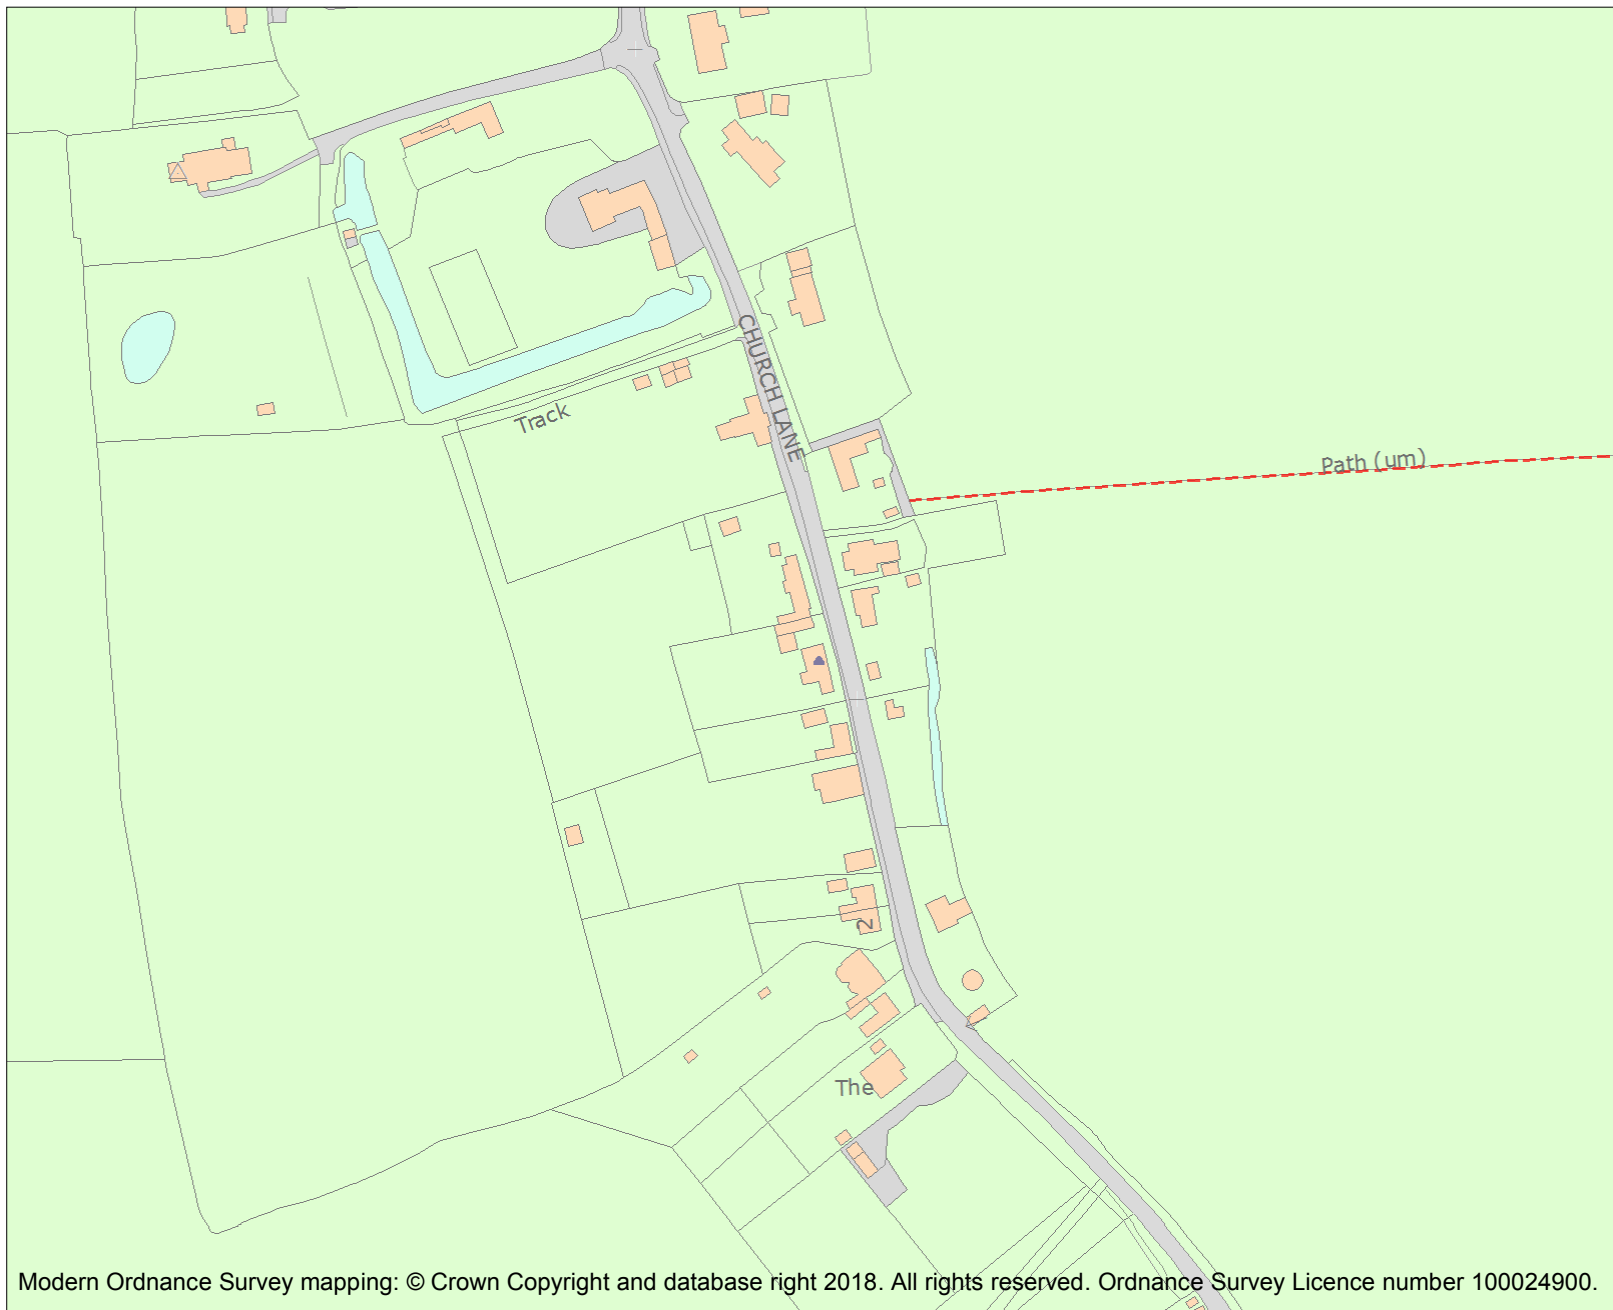 CHURCH LANE
Track
Path (um)
2
The
Modern Ordnance Survey mapping: © Crown Copyright and database right 2018. All rights reserved. Ordnance Survey Licence number 100024900.